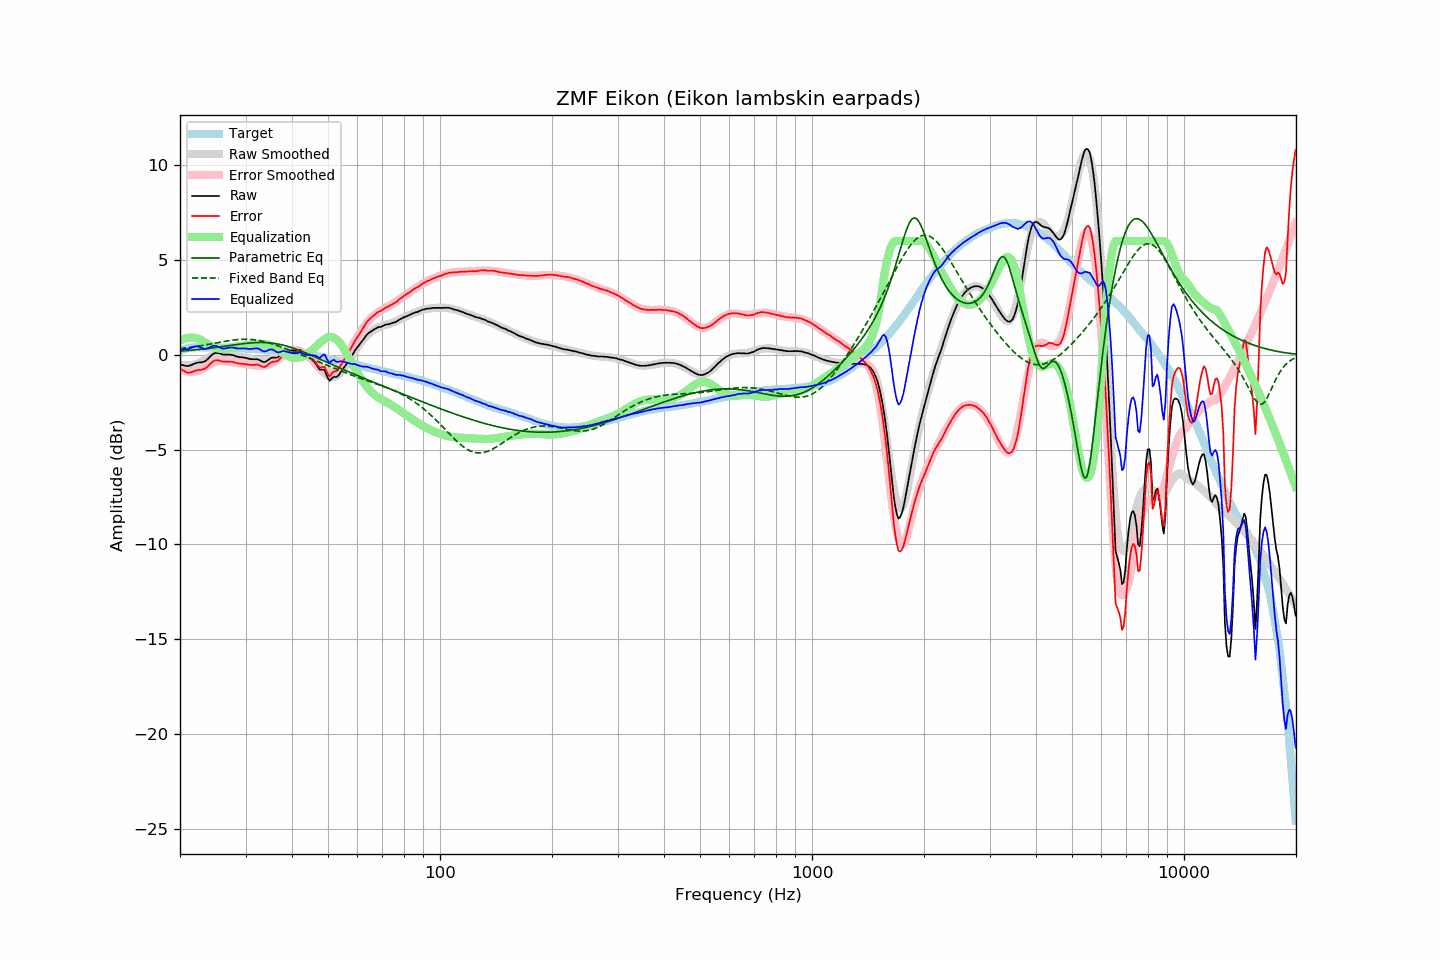 ZMF Eikon (Eikon lambskin earpads)
Target
Raw Smoothed
Error Smoothed
Raw
Error
Equalization
Parametric Eq
Fixed Band Eq
Equalized
10
5
0
−5
−10
−15
−20
−25
Amplitude (dBr)
100
1000
10000
Frequency (Hz)